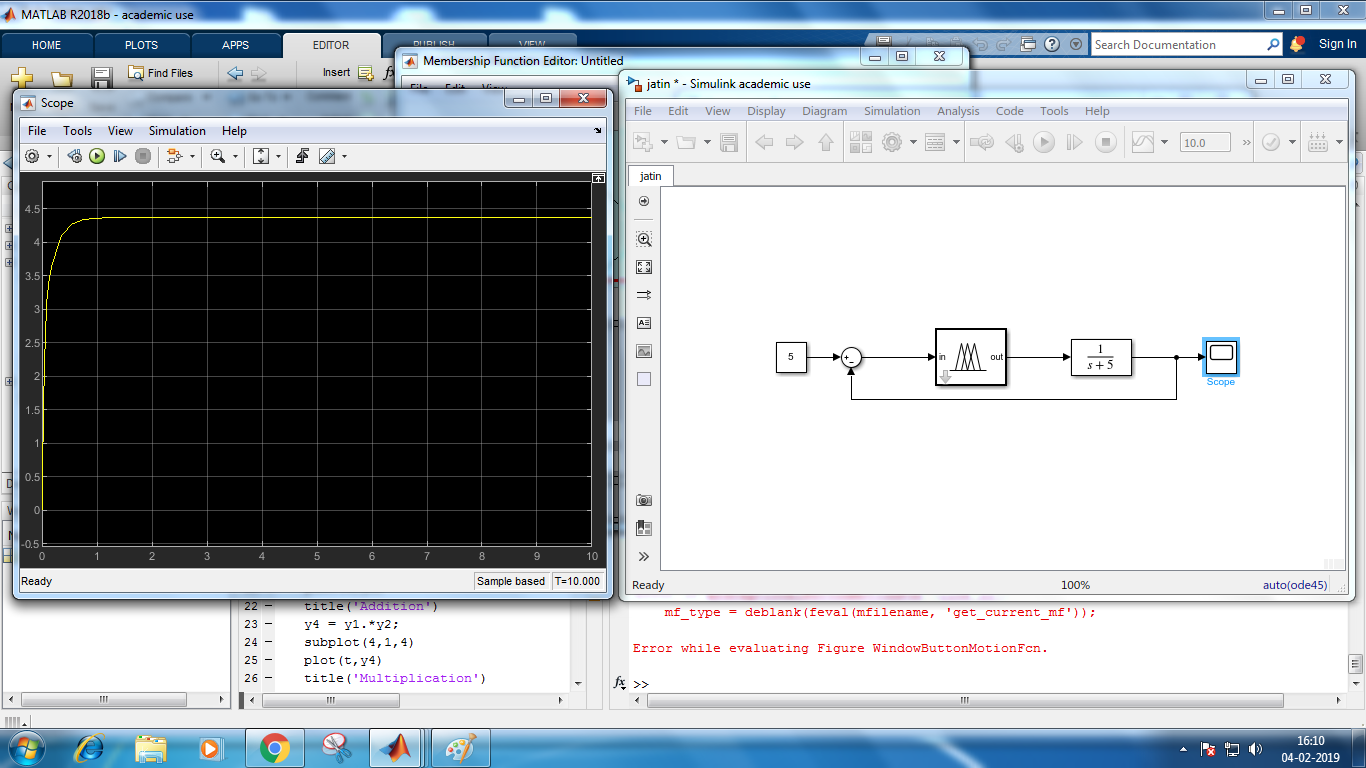 MATLAB R2018b - academic use
HOME PLOTS APPS EDITOR PUBLISH VIEW
Search Documentation Sign In
Find Files Insert fx
Membership Function Editor: Untitled
File Edit View
Scope
File Tools View Simulation Help
4.5
4
3.5
3
2.5
2
1.5
1
0.5
0
-0.5
0 1 2 3 4 5 6 7 8 9 10
Ready Sample based T=10.000
jatin * - Simulink academic use
File Edit View Display Diagram Simulation Analysis Code Tools Help
10.0 »
jatin
5 + - in out 1
s + 5
Scope
Ready 100% auto(ode45)
22 - title('Addition')
23 - y4 = y1.*y2;
24 - subplot(4,1,4)
25 - plot(t,y4)
26 - title('Multiplication')
mf_type = deblank(feval(mfilename, 'get_current_mf'));
Error while evaluating Figure WindowButtonMotionFcn.
fx >>
16:10
04-02-2019